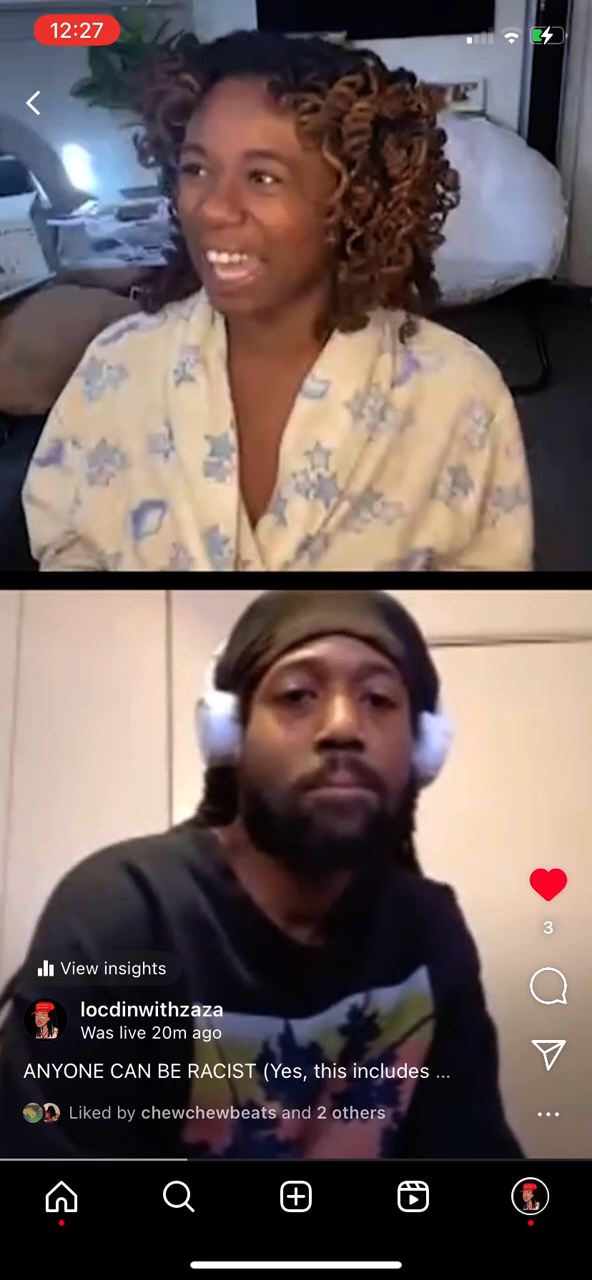 12:27
View insights
locdinwithzaza
Was live 20m ago
ANYONE CAN BE RACIST (Yes, this includes ...
3
Liked by chewchewbeats and 2 others